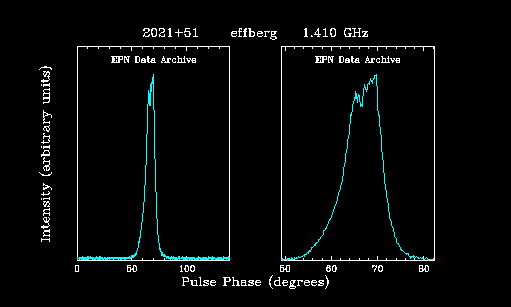 2021+51 effberg 1.410 GHz
EPN Data Archive EPN Data Archive
Intensity (arbitrary units)
0 50 100 50 60 70 80
Pulse Phase (degrees)